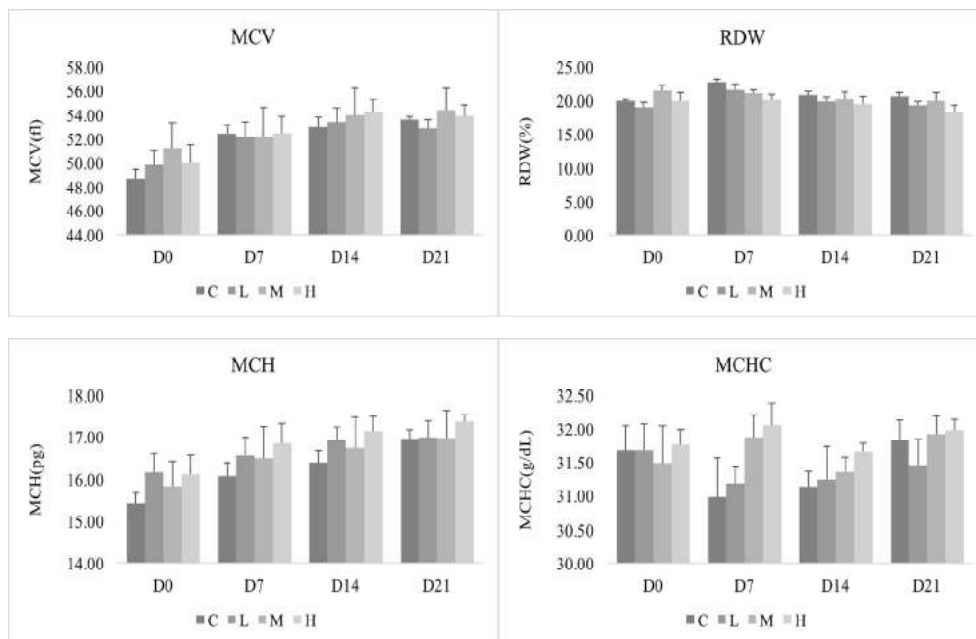 MCV
58.00
56.00
54.00
52.00
50.00
48.00
46.00
44.00
MCV(fl)
D0 D7 D14 D21
C L M H
RDW
25.00
20.00
15.00
10.00
5.00
0.00
RDW(%)
D0 D7 D14 D21
C L M H
MCH
18.00
17.00
16.00
15.00
14.00
MCH(pg)
D0 D7 D14 D21
C L M H
MCHC
32.50
32.00
31.50
31.00
30.50
30.00
MCHC(g/dL)
D0 D7 D14 D21
C L M H